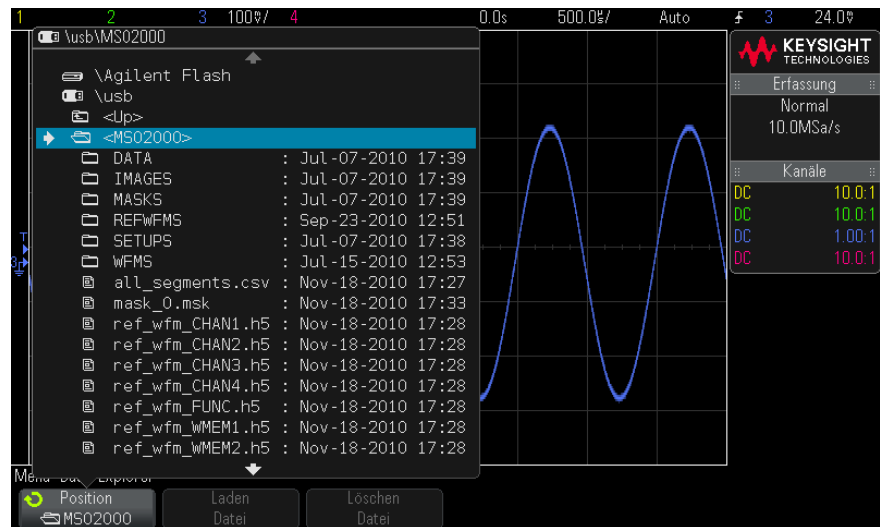 1 2 3 100▽/ 4 0.0s 500.0▽/ Auto 3 24.0▽
\usb\MSO2000
\Agilent Flash
\usb
<Up>
<MSO2000>
DATA : Jul-07-2010 17:39
IMAGES : Jul-07-2010 17:39
MASKS : Jul-07-2010 17:39
REFWFMS : Sep-23-2010 12:51
SETUPS : Jul-07-2010 17:38
WFMS : Jul-15-2010 12:53
all_segments.csv : Nov-18-2010 17:27
mask_0.msk : Nov-18-2010 17:33
ref_wfm_CHAN1.h5 : Nov-18-2010 17:28
ref_wfm_CHAN2.h5 : Nov-18-2010 17:28
ref_wfm_CHAN3.h5 : Nov-18-2010 17:28
ref_wfm_CHAN4.h5 : Nov-18-2010 17:28
ref_wfm_FUNC.h5 : Nov-18-2010 17:28
ref_wfm_WMEM1.h5 : Nov-18-2010 17:28
ref_wfm_WMEM2.h5 : Nov-18-2010 17:28
KEYSIGHT
TECHNOLOGIES
Erfassung
Normal
10.0MSa/s
Kanäle
DC 10.0:1
DC 10.0:1
DC 1.00:1
DC 10.0:1
T
3
Position
MSO2000
Laden
Datei
Löschen
Datei